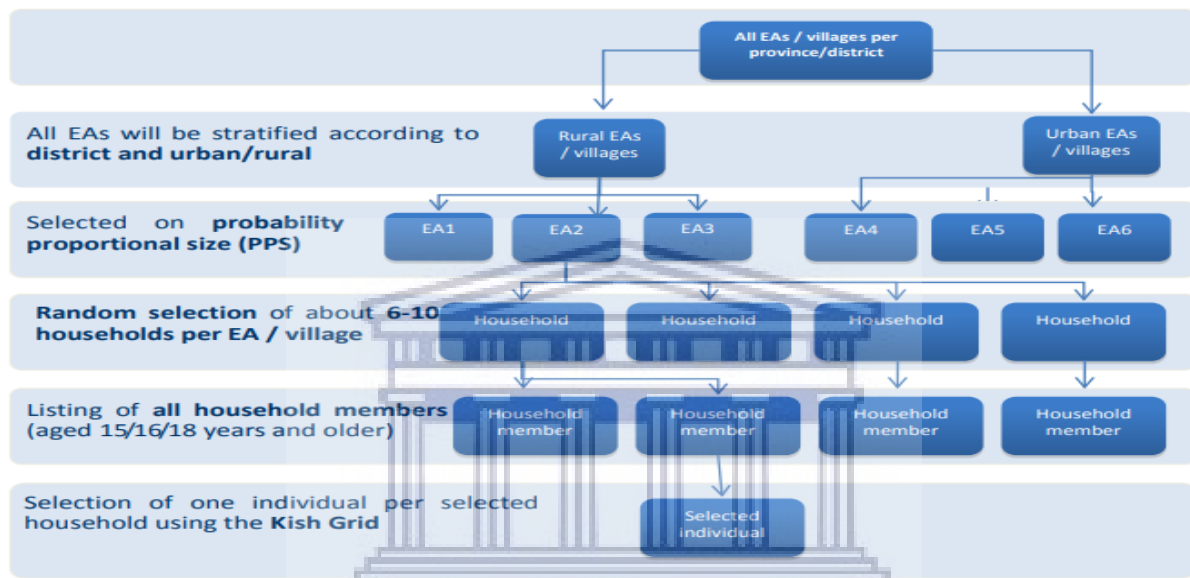 All EAs / villages per
province/district
All EAs will be stratified according to
district and urban/rural
Rural EAs
/ villages
Urban EAs
/ villages
Selected on probability
proportional size (PPS)
EA1
EA2
EA3
EA4
EA5
EA6
Random selection of about 6-10
households per EA / village
Household
Household
Household
Household
Listing of all household members
(aged 15/16/18 years and older)
Household
member
Household
member
Household
member
Household
member
Selection of one individual per selected
household using the Kish Grid
Selected
individual